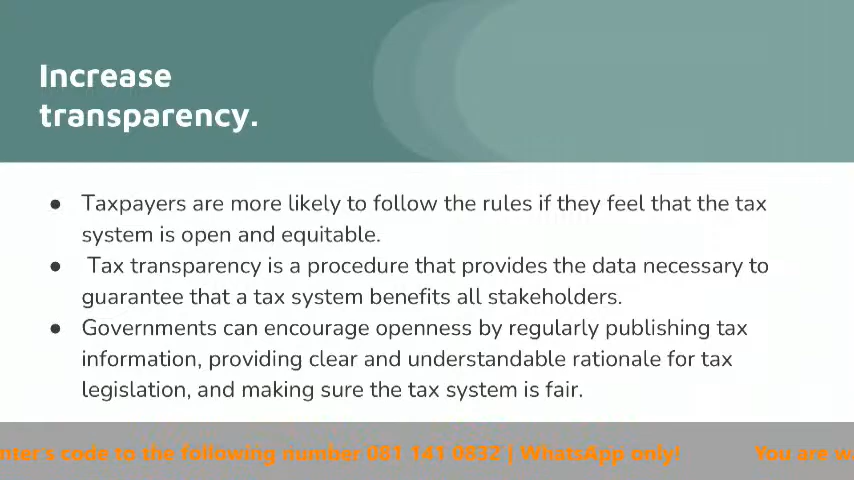 Increase
transparency.
● Taxpayers are more likely to follow the rules if they feel that the tax
system is open and equitable.
● Tax transparency is a procedure that provides the data necessary to
guarantee that a tax system benefits all stakeholders.
● Governments can encourage openness by regularly publishing tax
information, providing clear and understandable rationale for tax
legislation, and making sure the tax system is fair.
code to the following number 081 141 0832 | WhatsApp only! You are